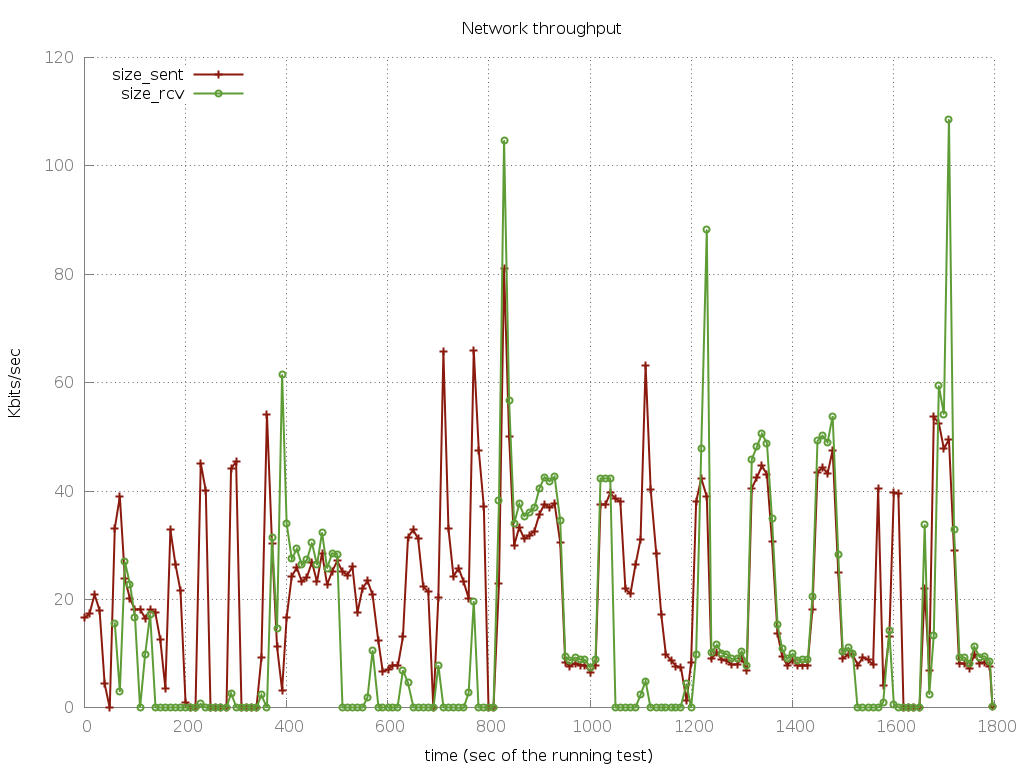 Network throughput
120
100
80
60
40
20
0
Kbits/sec
size_sent
size_rcv
0 200 400 600 800 1000 1200 1400 1600 1800
time (sec of the running test)